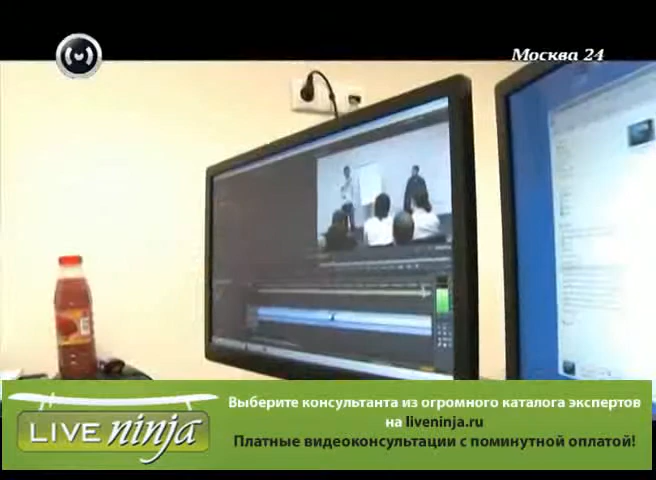 Москва 24
LIVE ninja
Выберите консультанта из огромного каталога экспертов
на liveninja.ru
Платные видеоконсультации с поминутной оплатой!